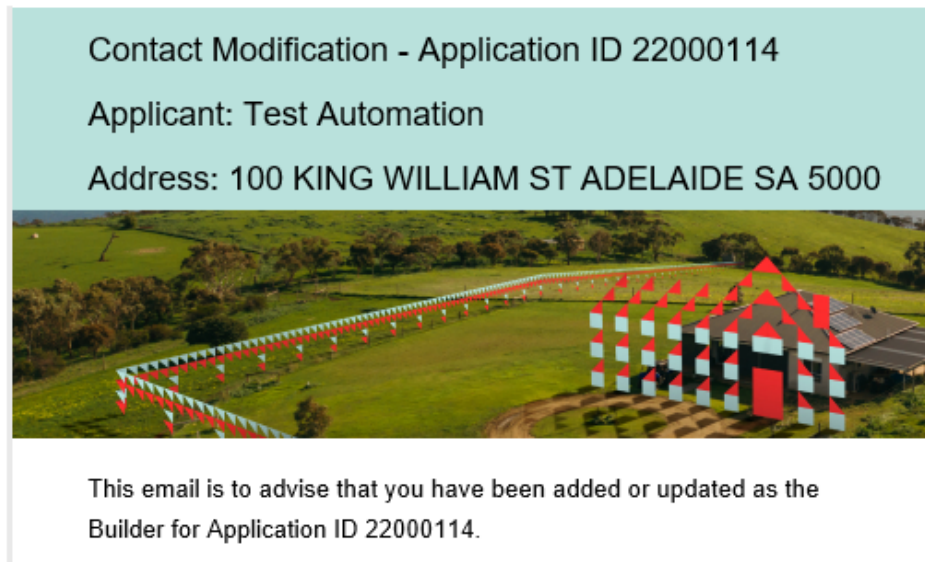 Contact Modification - Application ID 22000114
Applicant: Test Automation
Address: 100 KING WILLIAM ST ADELAIDE SA 5000
This email is to advise that you have been added or updated as the
Builder for Application ID 22000114.